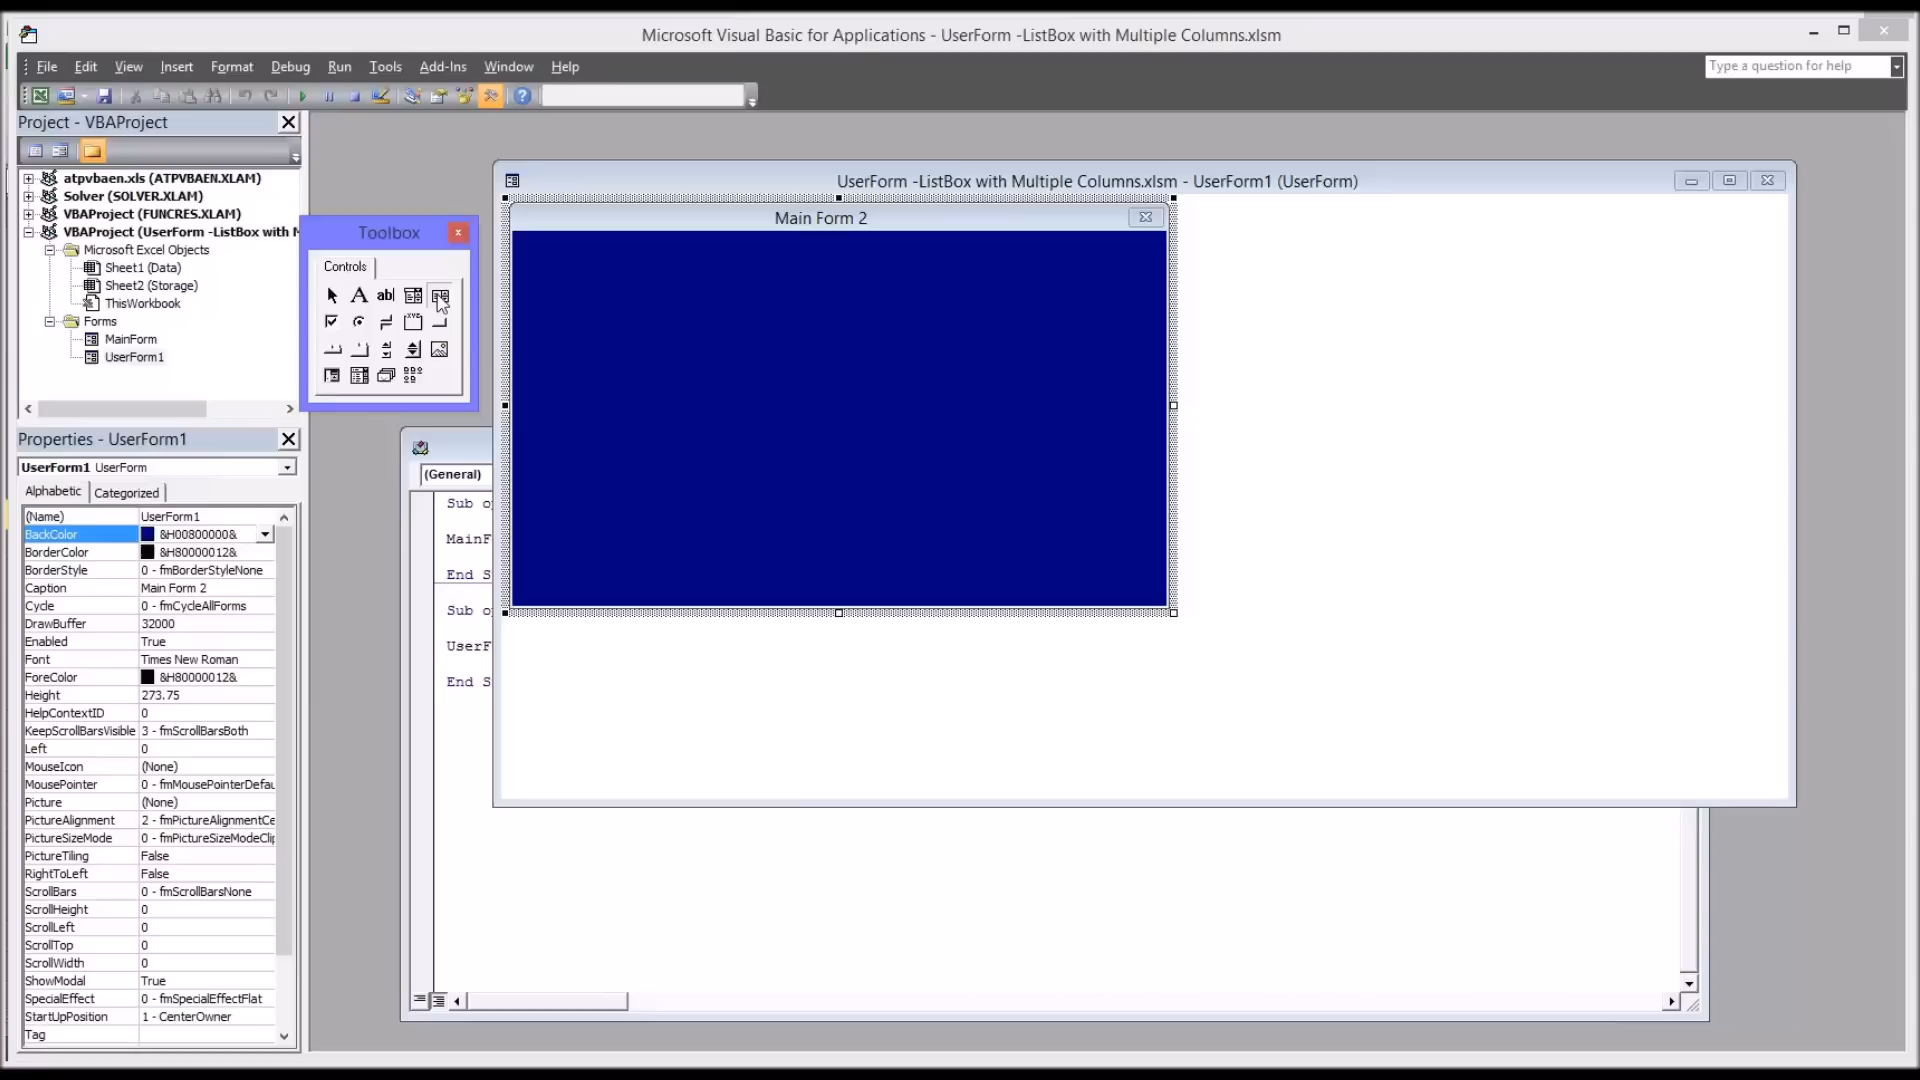 Microsoft Visual Basic for Applications - UserForm -ListBox with Multiple Columns.xlsm
File Edit View Insert Format Debug Run Tools Add-Ins Window Help
Type a question for help
Project - VBAProject
atpvbaen.xls (ATPVBAEN.XLAM)
Solver (SOLVER.XLAM)
VBAProject (FUNCRES.XLAM)
VBAProject (UserForm -ListBox with
Microsoft Excel Objects
Sheet1 (Data)
Sheet2 (Storage)
ThisWorkbook
Forms
MainForm
UserForm1
Toolbox
Controls
UserForm -ListBox with Multiple Columns.xlsm - UserForm1 (UserForm)
Main Form 2
(General)
Sub
MainF
End S
Sub
UserF
End S
Properties - UserForm1
UserForm1 UserForm
Alphabetic Categorized
(Name) UserForm1
BackColor &H00800000&
BorderColor &H80000012&
BorderStyle 0 - fmBorderStyleNone
Caption Main Form 2
Cycle 0 - fmCycleAllForms
DrawBuffer 32000
Enabled True
Font Times New Roman
ForeColor &H80000012&
Height 273.75
HelpContextID 0
KeepScrollBarsVisible 3 - fmScrollBarsBoth
Left 0
MouseIcon (None)
MousePointer 0 - fmMousePointerDefau
Picture (None)
PictureAlignment 2 - fmPictureAlignmentCe
PictureSizeMode 0 - fmPictureSizeModeClip
PictureTiling False
RightToLeft False
ScrollBars 0 - fmScrollBarsNone
ScrollHeight 0
ScrollLeft 0
ScrollTop 0
ScrollWidth 0
ShowModal True
SpecialEffect 0 - fmSpecialEffectFlat
StartUpPosition 1 - CenterOwner
Tag